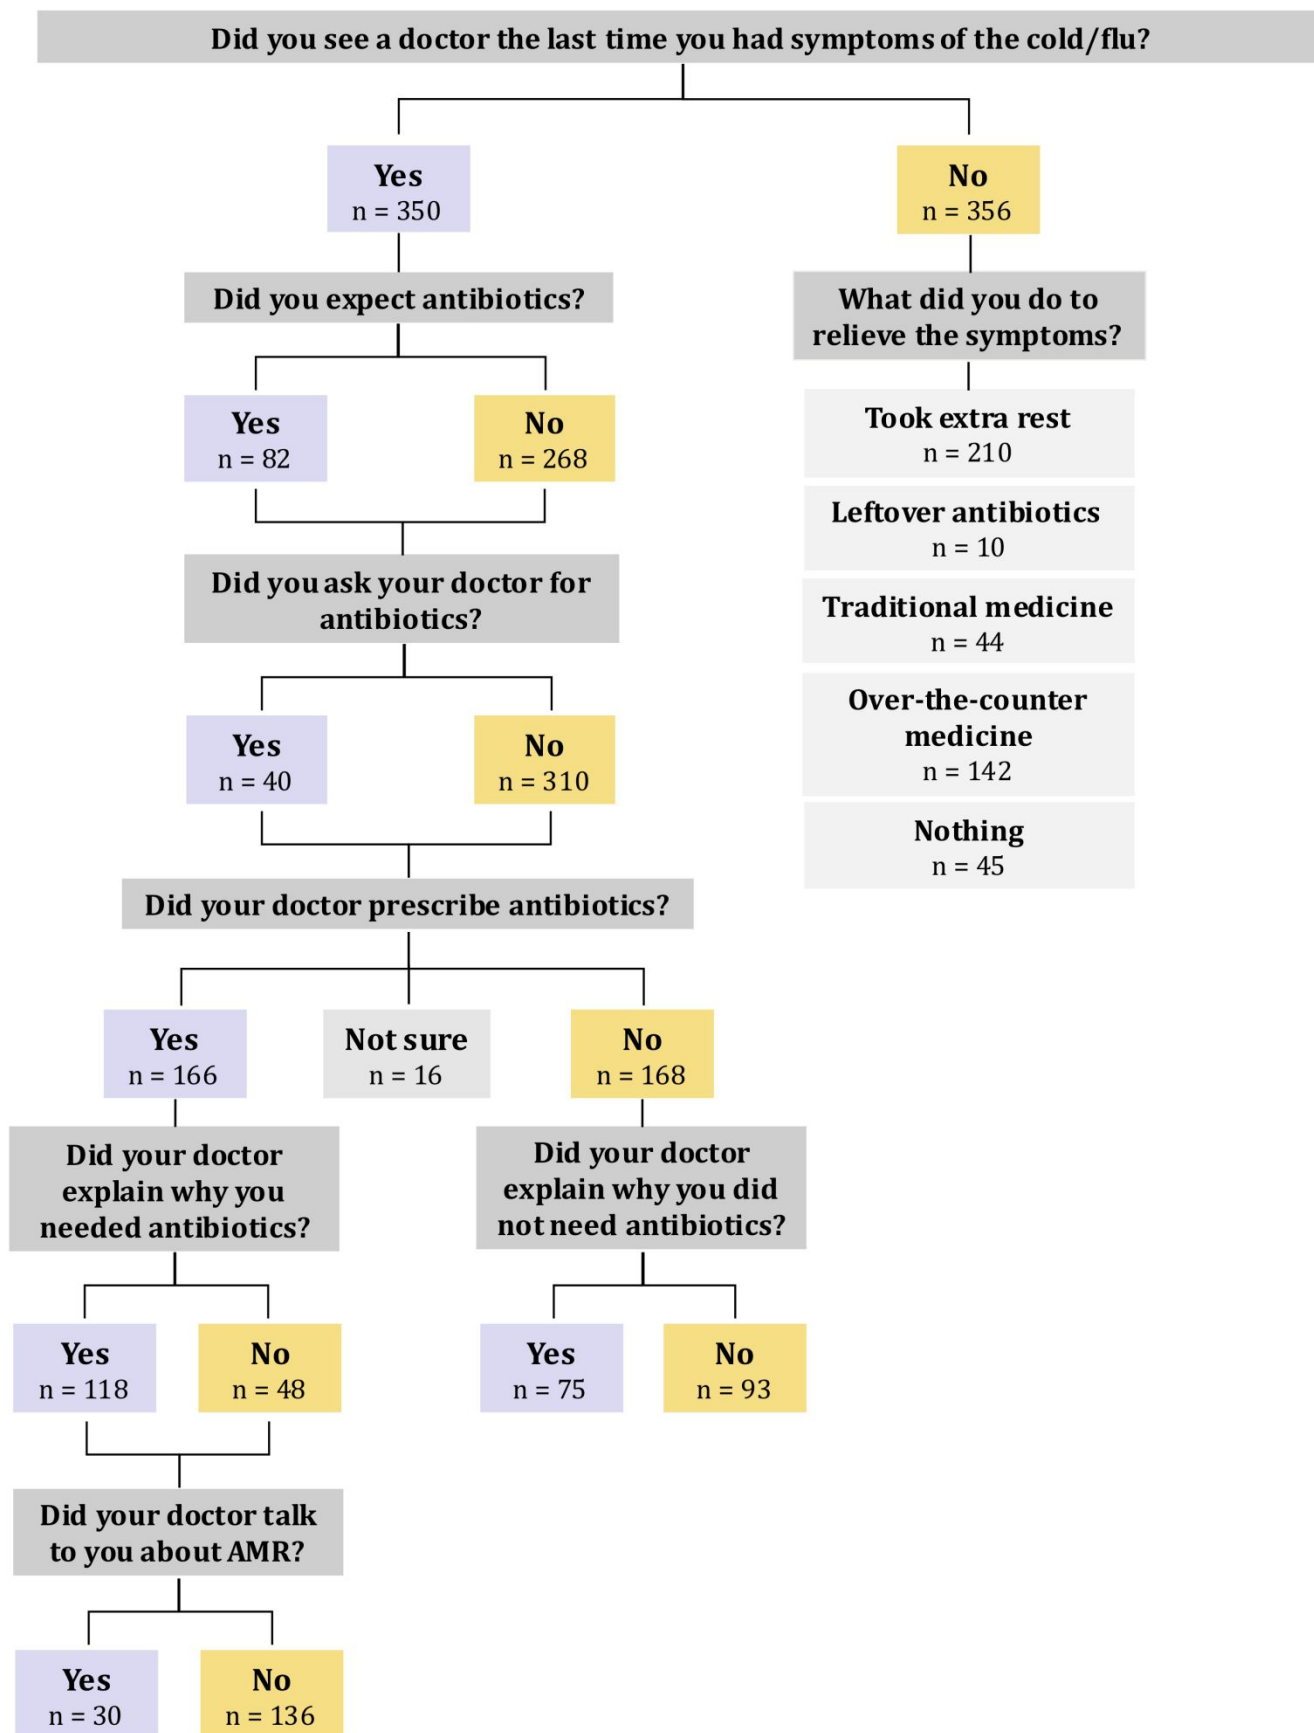 Did you see a doctor the last time you had symptoms of the cold/flu?
Yes
n = 350
No
n = 356
Did you expect antibiotics?
What did you do to
relieve the symptoms?
Yes
n = 82
No
n = 268
Took extra rest
n = 210
Leftover antibiotics
n = 10
Traditional medicine
n = 44
Over-the-counter
medicine
n = 142
Nothing
n = 45
Did you ask your doctor for
antibiotics?
Yes
n = 40
No
n = 310
Did your doctor prescribe antibiotics?
Yes
n = 166
Not sure
n = 16
No
n = 168
Did your doctor
explain why you
needed antibiotics?
Did your doctor
explain why you did
not need antibiotics?
Yes
n = 118
No
n = 48
Yes
n = 75
No
n = 93
Did your doctor talk
to you about AMR?
Yes
n = 30
No
n = 136